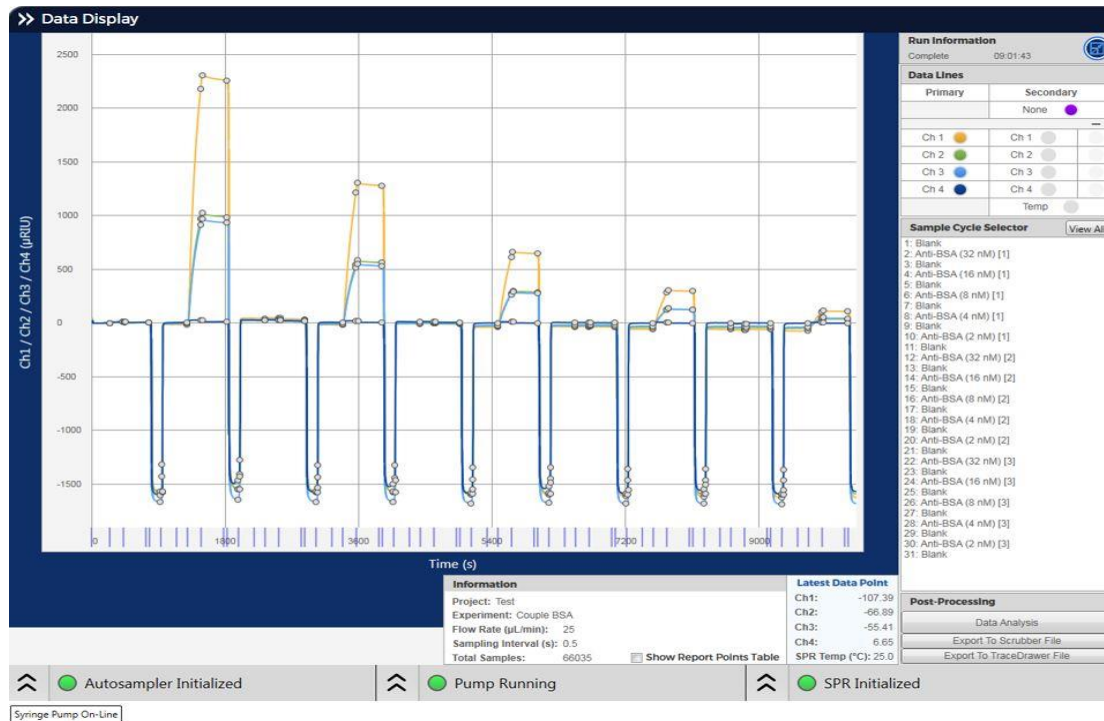 Data Display
2500
2000
1500
1000
500
0
-500
-1000
-1500
Ch1 / Ch2 / Ch3 / Ch4 (µRIU)
0 1800 3600 5400 7200 9000
Time (s)
Run Information
Complete 09:01:43
Data Lines
Primary Secondary
None
Ch 1 Ch 1
Ch 2 Ch 2
Ch 3 Ch 3
Ch 4 Ch 4
Temp
Sample Cycle Selector View All
1: Blank
2: Anti-BSA (32 nM) [1]
3: Blank
4: Anti-BSA (16 nM) [1]
5: Blank
6: Anti-BSA (8 nM) [1]
7: Blank
8: Anti-BSA (4 nM) [1]
9: Blank
10: Anti-BSA (2 nM) [1]
11: Blank
12: Anti-BSA (32 nM) [2]
13: Blank
14: Anti-BSA (16 nM) [2]
15: Blank
16: Anti-BSA (8 nM) [2]
17: Blank
18: Anti-BSA (4 nM) [2]
19: Blank
20: Anti-BSA (2 nM) [2]
21: Blank
22: Anti-BSA (32 nM) [3]
23: Blank
24: Anti-BSA (16 nM) [3]
25: Blank
26: Anti-BSA (8 nM) [3]
27: Blank
28: Anti-BSA (4 nM) [3]
29: Blank
30: Anti-BSA (2 nM) [3]
31: Blank
Information
Project: Test
Experiment: Couple BSA
Flow Rate (µL/min): 25
Sampling Interval (s): 0.5
Total Samples: 66035
Show Report Points Table
Latest Data Point
Ch1: -107.39
Ch2: -66.89
Ch3: -55.41
Ch4: 6.65
SPR Temp (°C): 25.0
Post-Processing
Data Analysis
Export To Scrubber File
Export To TraceDrawer File
Autosampler Initialized
Pump Running
SPR Initialized
Syringe Pump On-Line